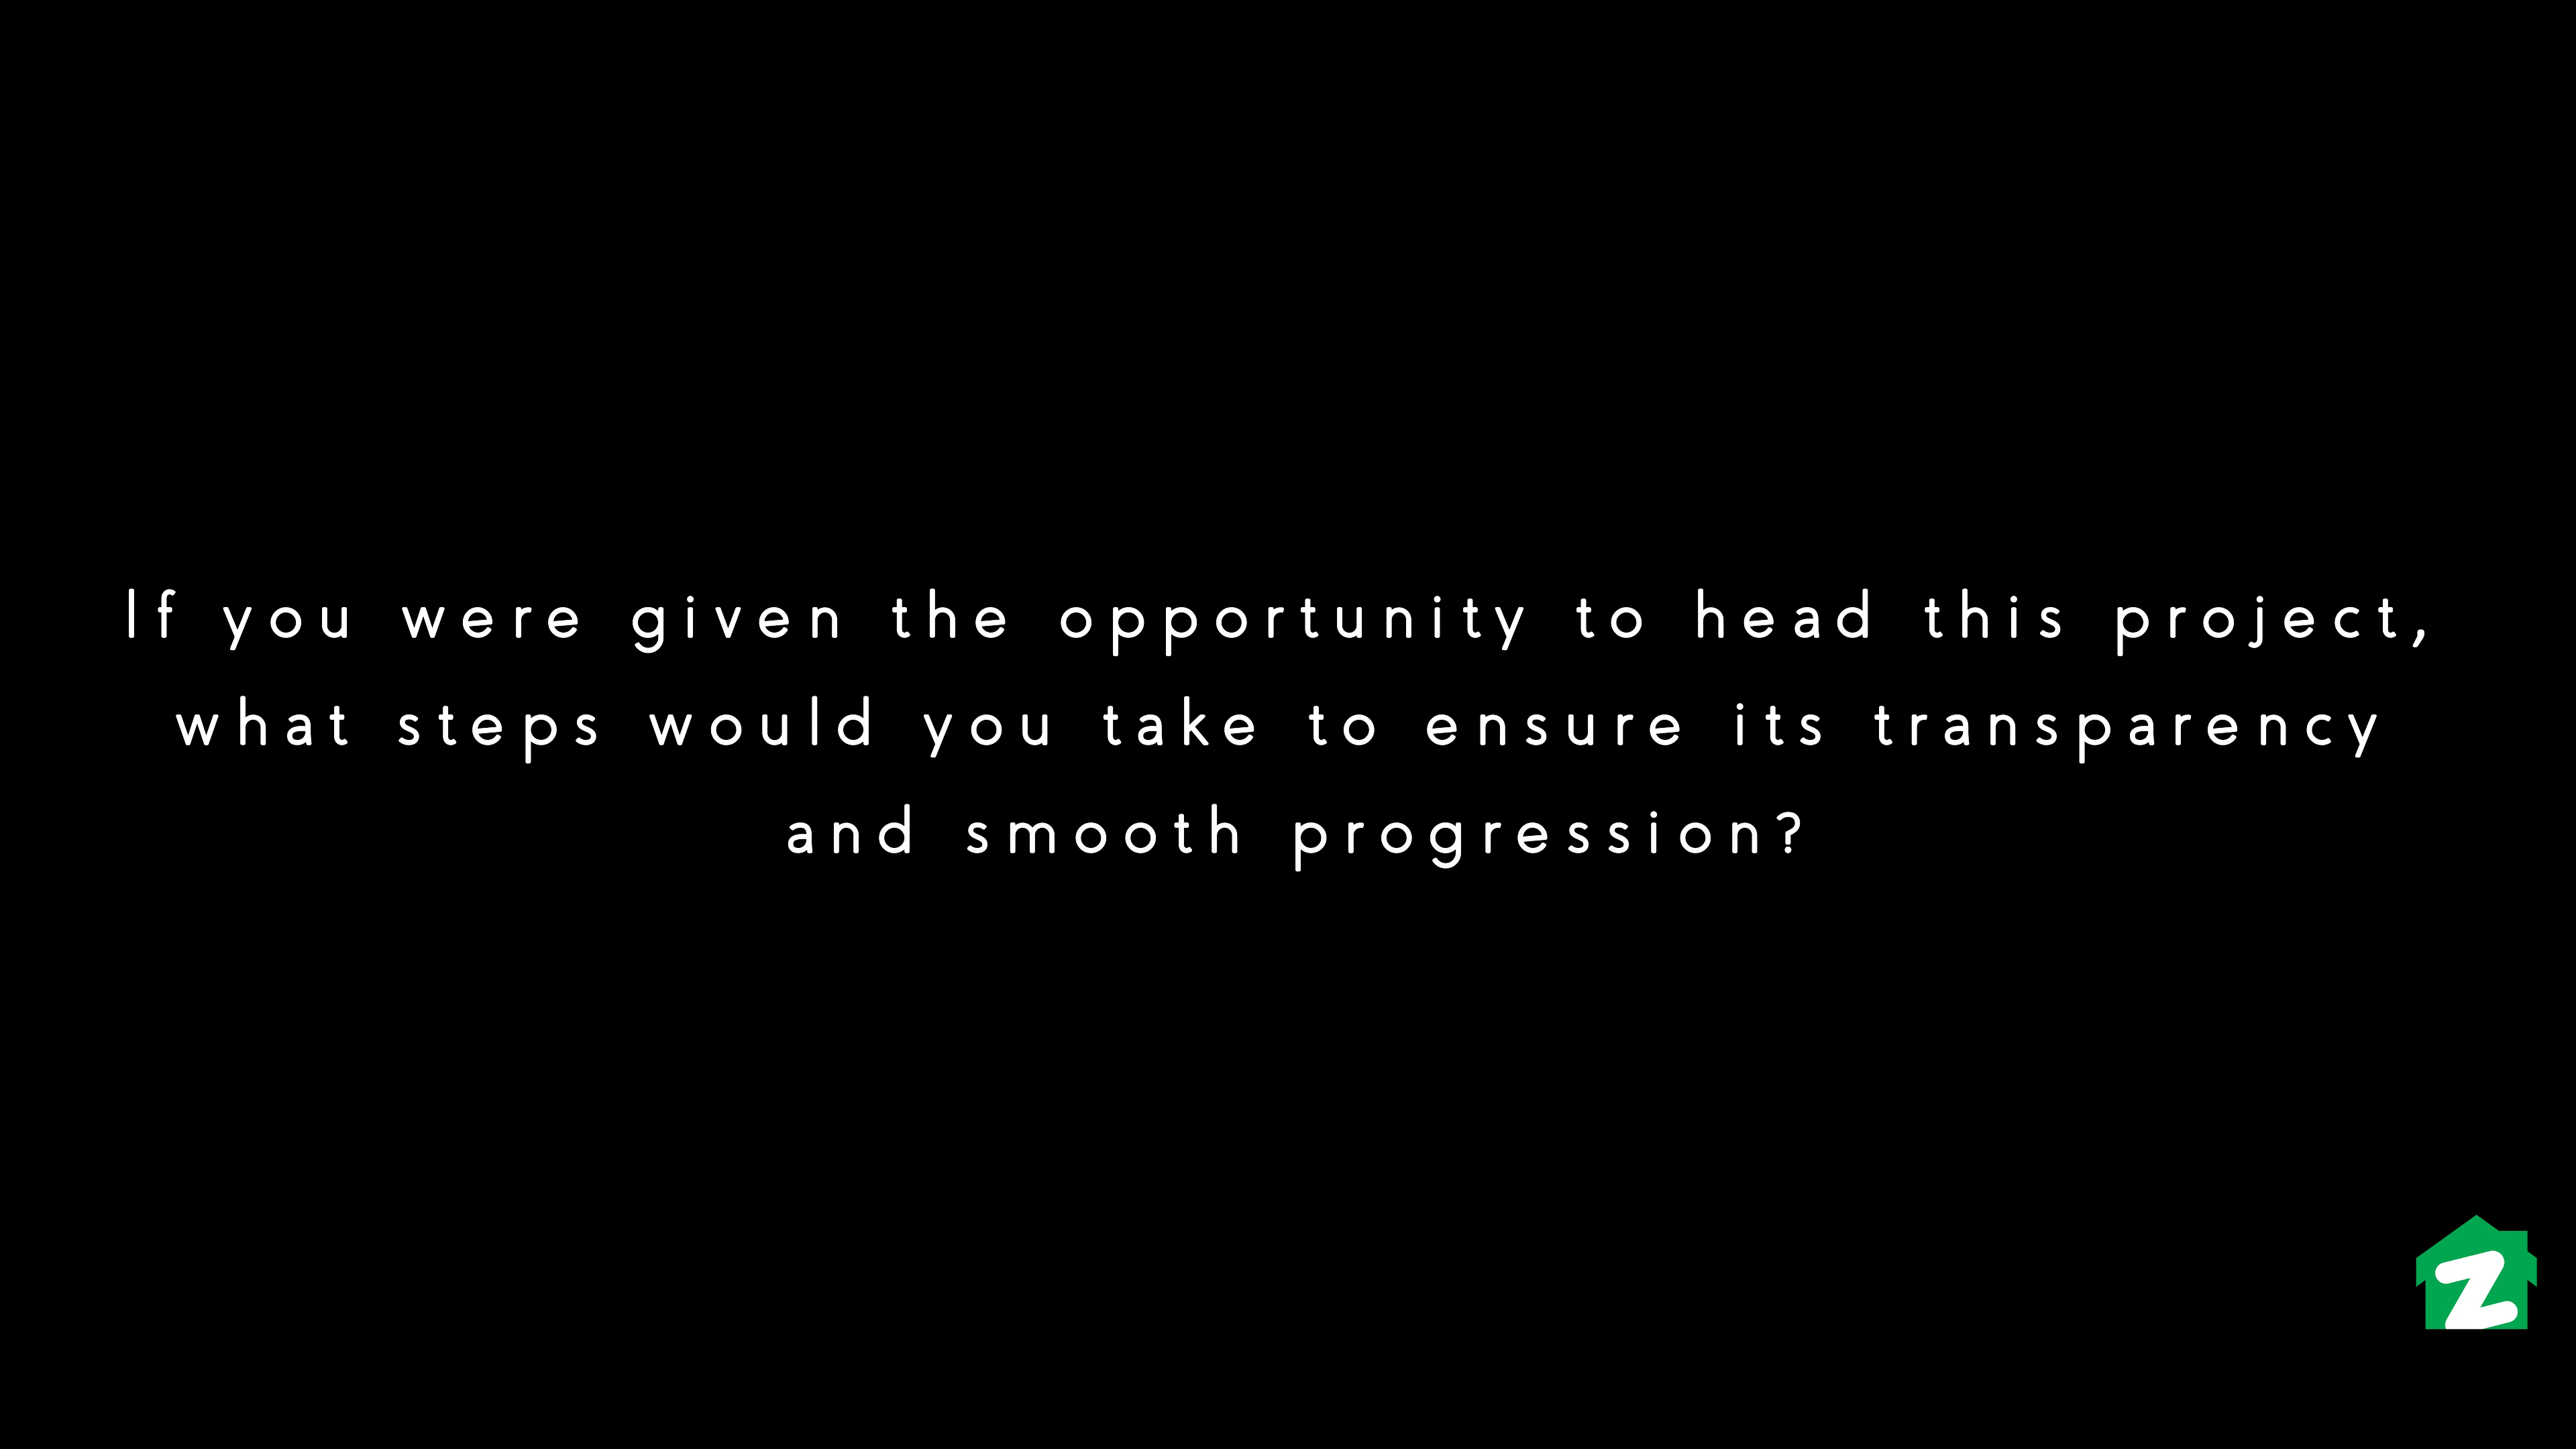 If you were given the opportunity to head this project,
what steps would you take to ensure its transparency
and smooth progression?
Z